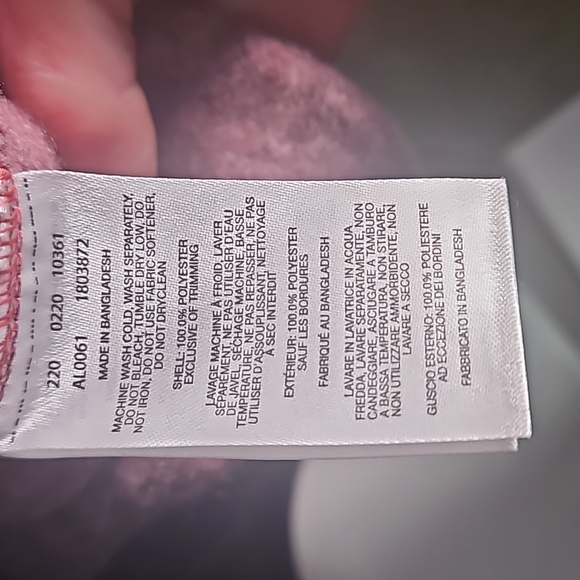 220 0220 10361
AL0061 1803872
MADE IN BANGLADESH
MACHINE WASH COLD, WASH SEPARATELY,
DO NOT BLEACH, TUMBLE DRY LOW, DO
NOT IRON, DO NOT USE FABRIC SOFTENER,
DO NOT DRYCLEAN
SHELL: 100.0% POLYESTER
EXCLUSIVE OF TRIMMING
LAVAGE MACHINE À FROID, LAVER
SÉPARÉMENT, NE PAS UTILISER D'EAU
DE JAVEL, SÉCHAGE MACHINE, BASSE
TEMPÉRATURE, NE PAS REPASSER, NE PAS
UTILISER D'ASSOUPLISSANT, NETTOYAGE
À SEC INTERDIT
EXTÉRIEUR: 100.0% POLYESTER
SAUF LES BORDURES
FABRIQUÉ AU BANGLADESH
LAVARE IN LAVATRICE IN ACQUA
FREDDA, LAVARE SEPARATAMENTE, NON
CANDEGGIARE, ASCIUGARE A TAMBURO
A BASSA TEMPERATURA, NON STIRARE,
NON UTILIZZARE AMMORBIDENTE, NON
LAVARE A SECCO
GUSCIO ESTERNO: 100.0% POLIESTERE
AD ECCEZIONE DEI BORDINI
FABBRICATO IN BANGLADESH